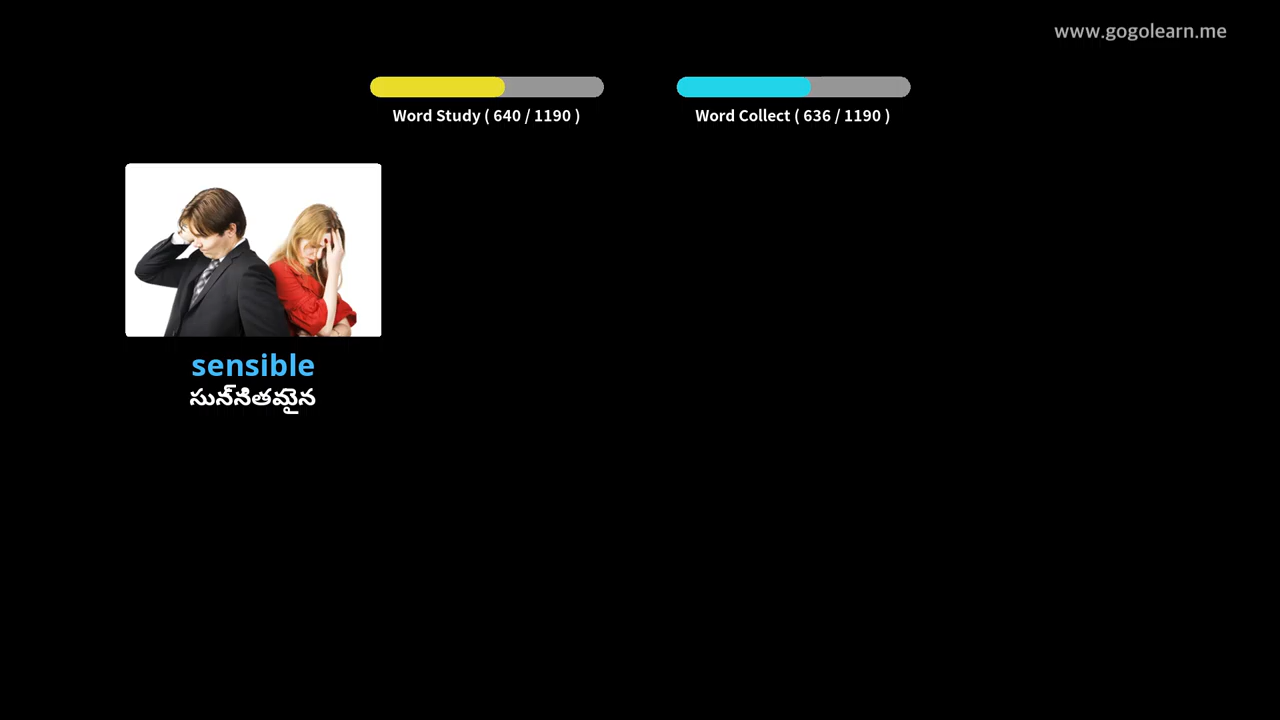 www.gogolearn.me
Word Study ( 640 / 1190 )
Word Collect ( 636 / 1190 )
sensible
సున్నితమైన